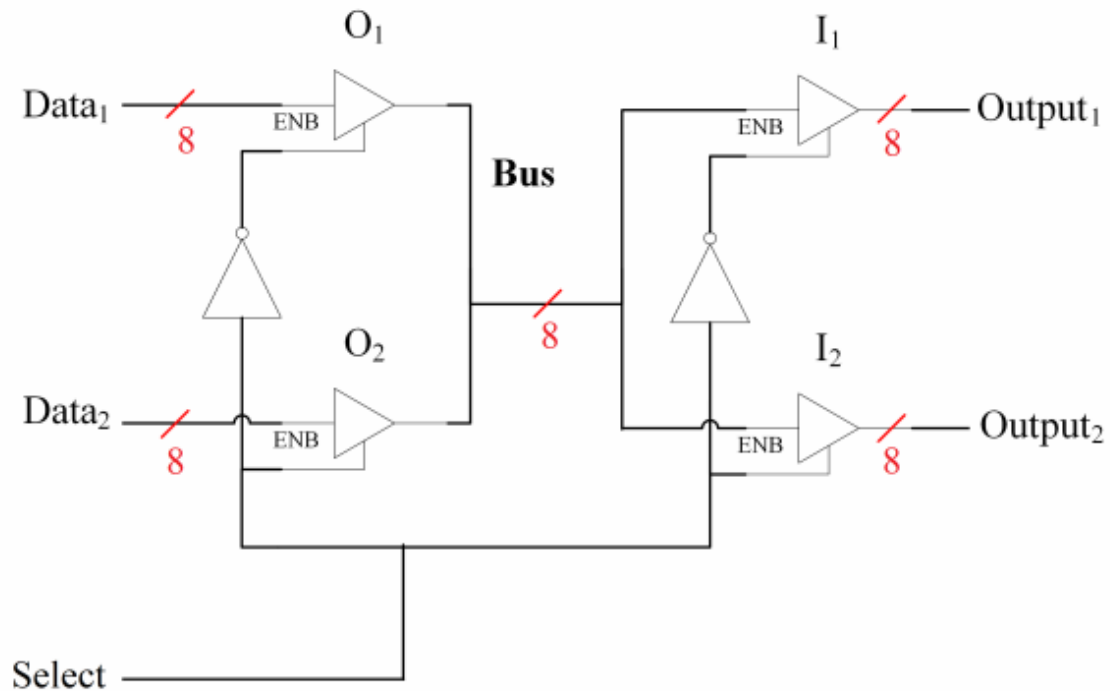 O₁
I₁
Data₁
8
ENB
Bus
ENB
8
Output₁
8
O₂
I₂
Data₂
8
ENB
ENB
8
Output₂
Select